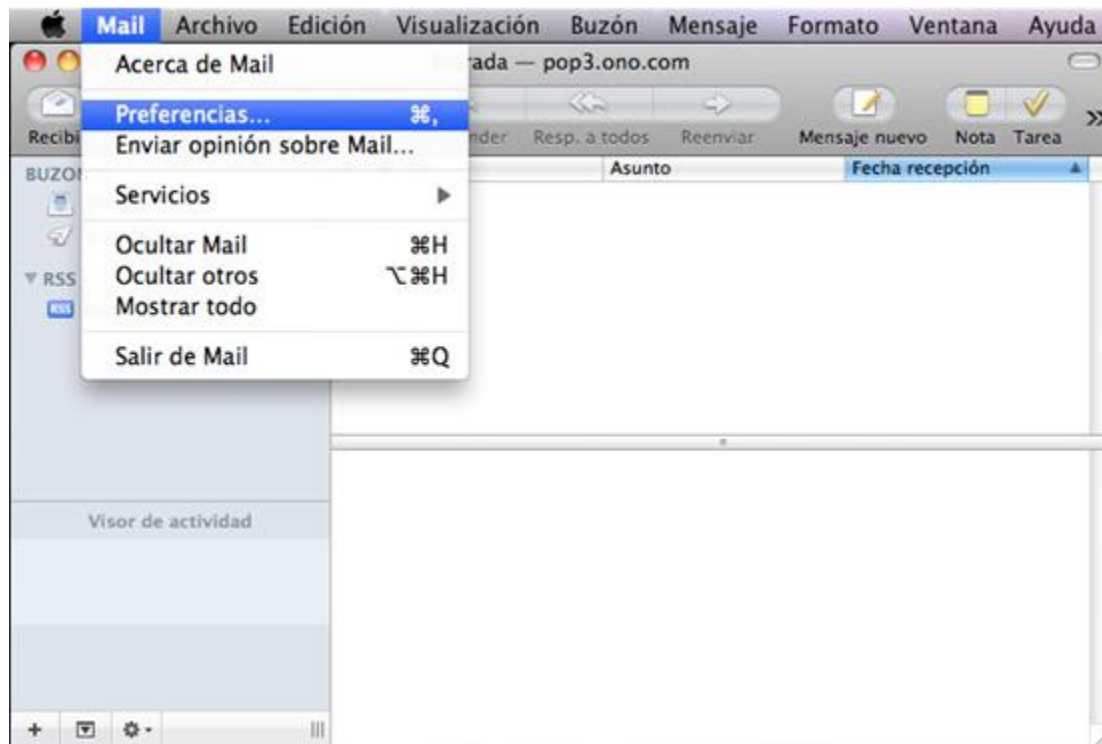 Mail Archivo Edición Visualización Buzón Mensaje Formato Ventana Ayuda
rada — pop3.ono.com
Acerca de Mail
Preferencias... ⌘,
Enviar opinión sobre Mail...
Servicios
Ocultar Mail ⌘H
Ocultar otros ⌥⌘H
Mostrar todo
Salir de Mail ⌘Q
Recibi nder Resp. a todos Reenviar Mensaje nuevo Nota Tarea
BUZO Asunto Fecha recepción
RSS
RSS
Visor de actividad